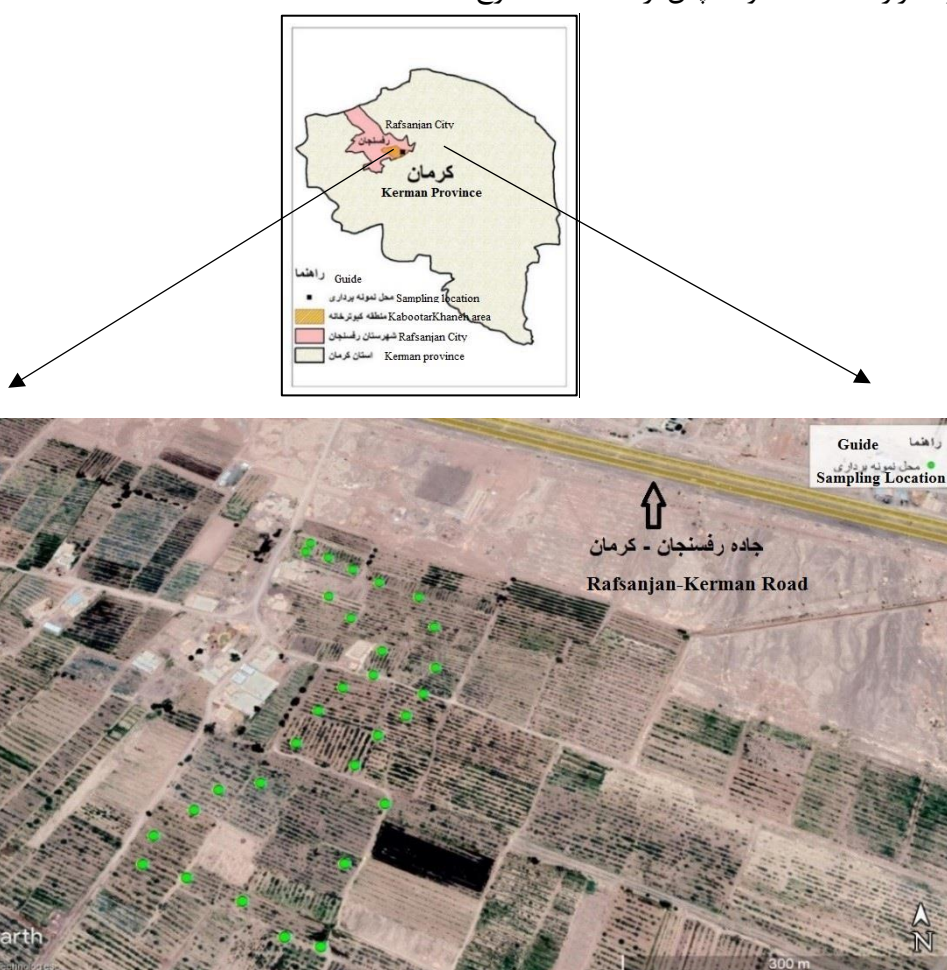 Rafsanjan City
رفسنجان
کرمان
Kerman Province
راهنما Guide
محل نمونه برداری Sampling location
منطقه کبوترخانه KabootarKhaneh area
شهرستان رفسنجان Rafsanjan City
استان کرمان Kerman province
Guide راهنما
محل نمونه برداری
Sampling Location
جاده رفسنجان - کرمان
Rafsanjan-Kerman Road
N
arth
300 m